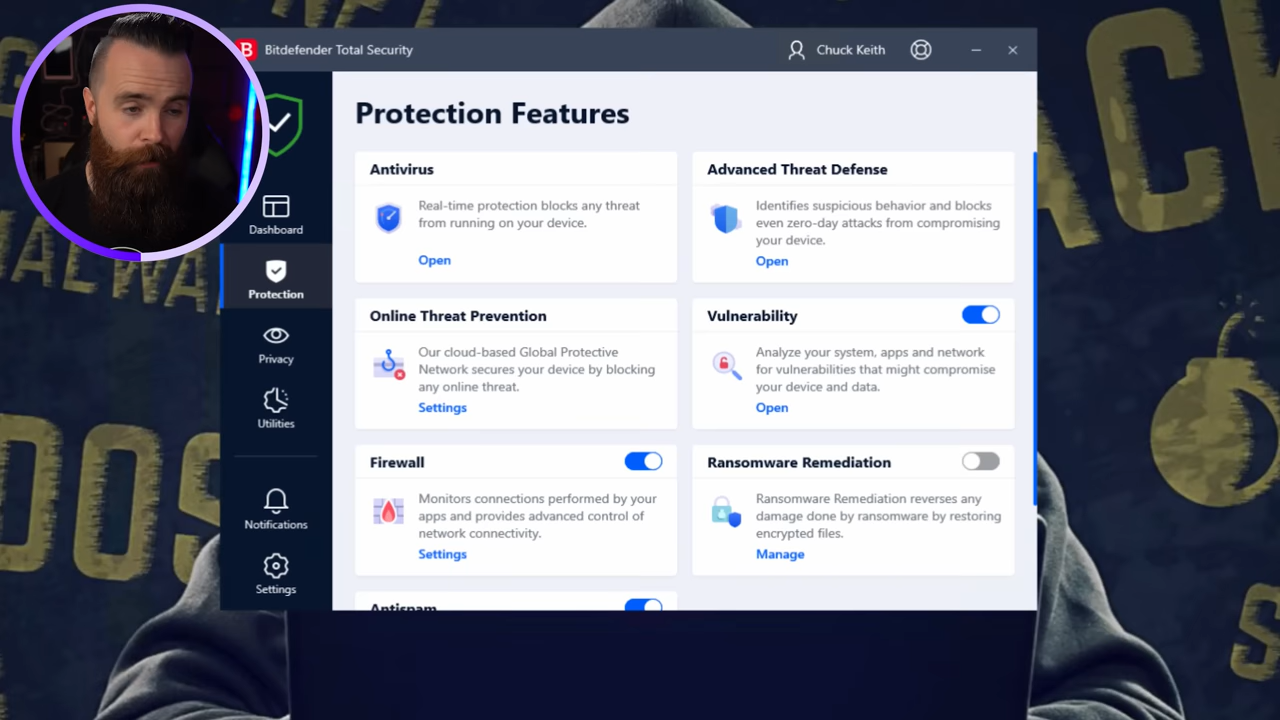 B Bitdefender Total Security
Chuck Keith
Protection Features
Dashboard
Protection
Privacy
Utilities
Notifications
Settings
Antivirus
Real-time protection blocks any threat
from running on your device.
Open
Advanced Threat Defense
Identifies suspicious behavior and blocks
even zero-day attacks from compromising
your device.
Open
Online Threat Prevention
Our cloud-based Global Protective
Network secures your device by blocking
any online threat.
Settings
Vulnerability
Analyze your system, apps and network
for vulnerabilities that might compromise
your device and data.
Open
Firewall
Monitors connections performed by your
apps and provides advanced control of
network connectivity.
Settings
Ransomware Remediation
Ransomware Remediation reverses any
damage done by ransomware by restoring
encrypted files.
Manage
Antispam